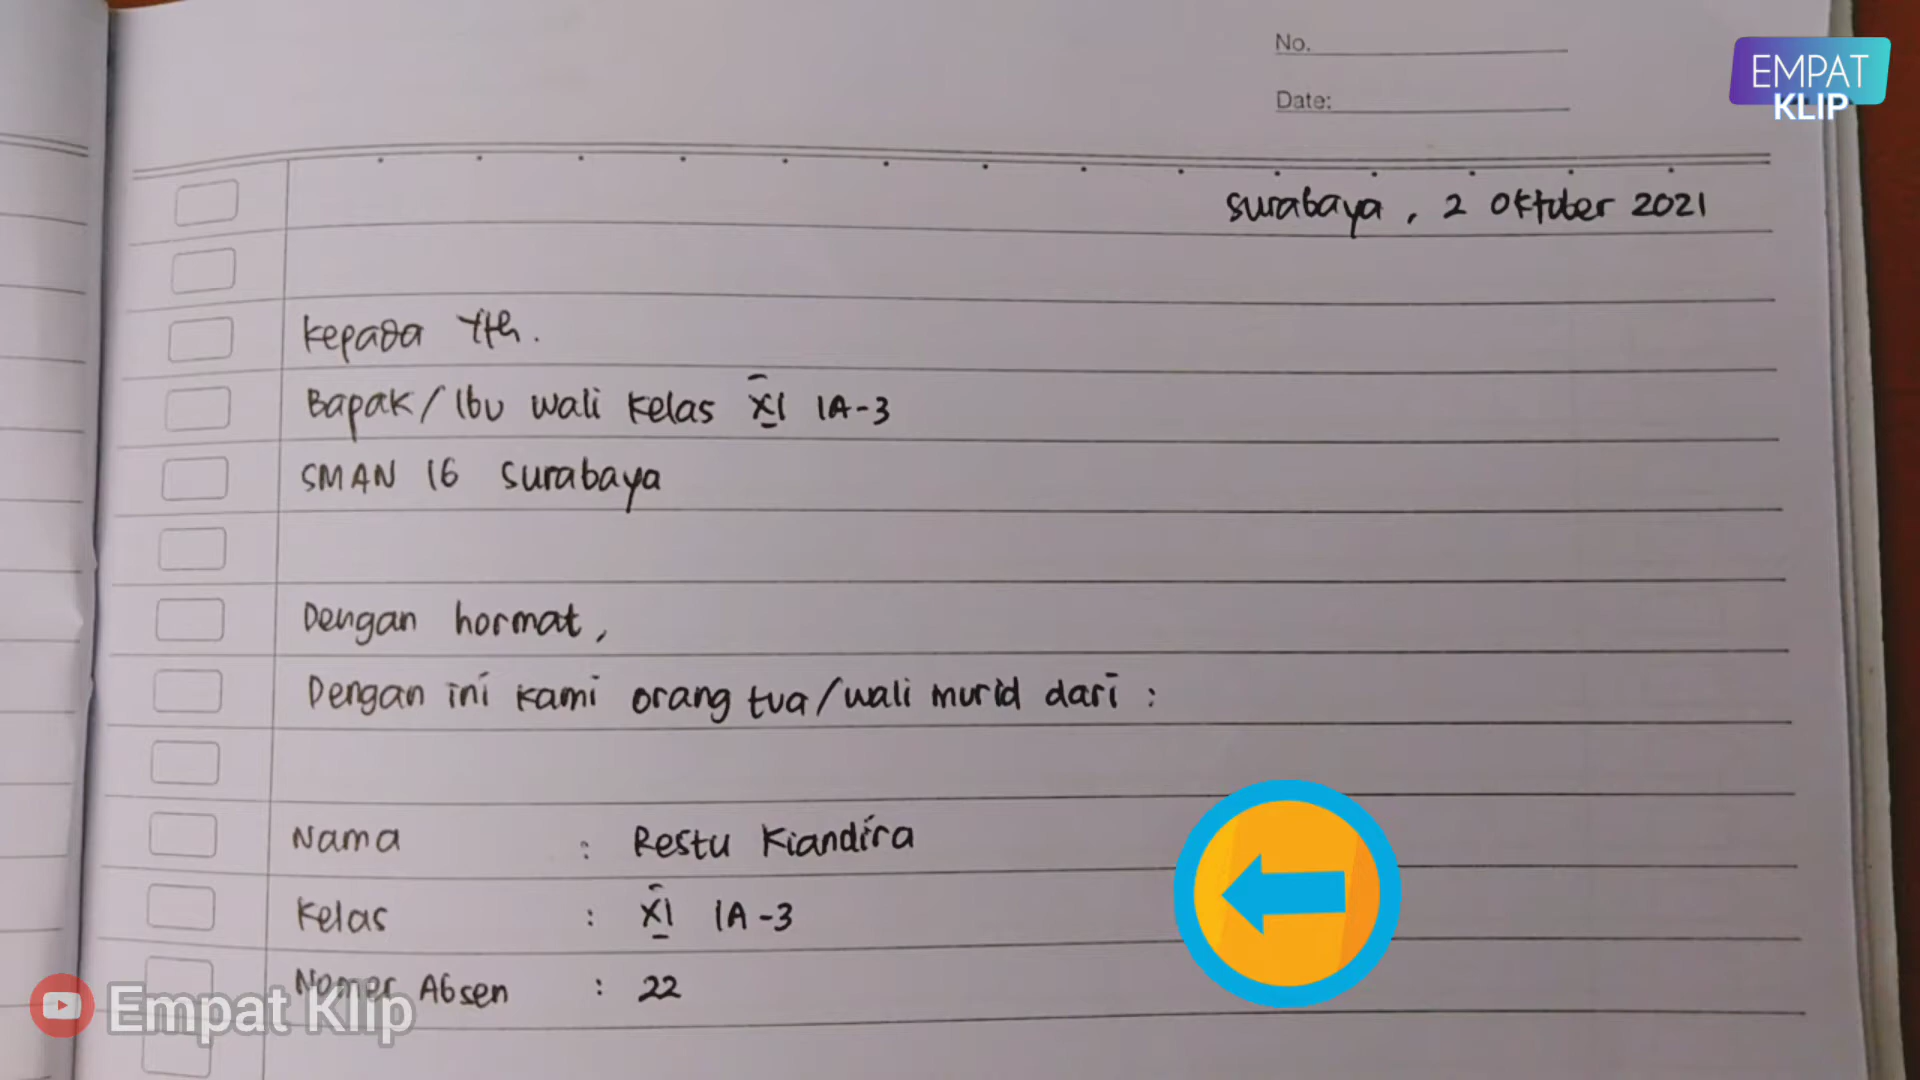 No.
Date:
EMPAT
KLIP
Surabaya, 2 Oktober 2021
Kepada Yth.
Bapak/Ibu wali kelas XI IA-3
SMAN 16 Surabaya
Dengan hormat,
Dengan ini kami orang tua/wali murid dari :
Nama : Restu Kiandira
Kelas : XI IA-3
Nomer Absen : 22
Empat Klip